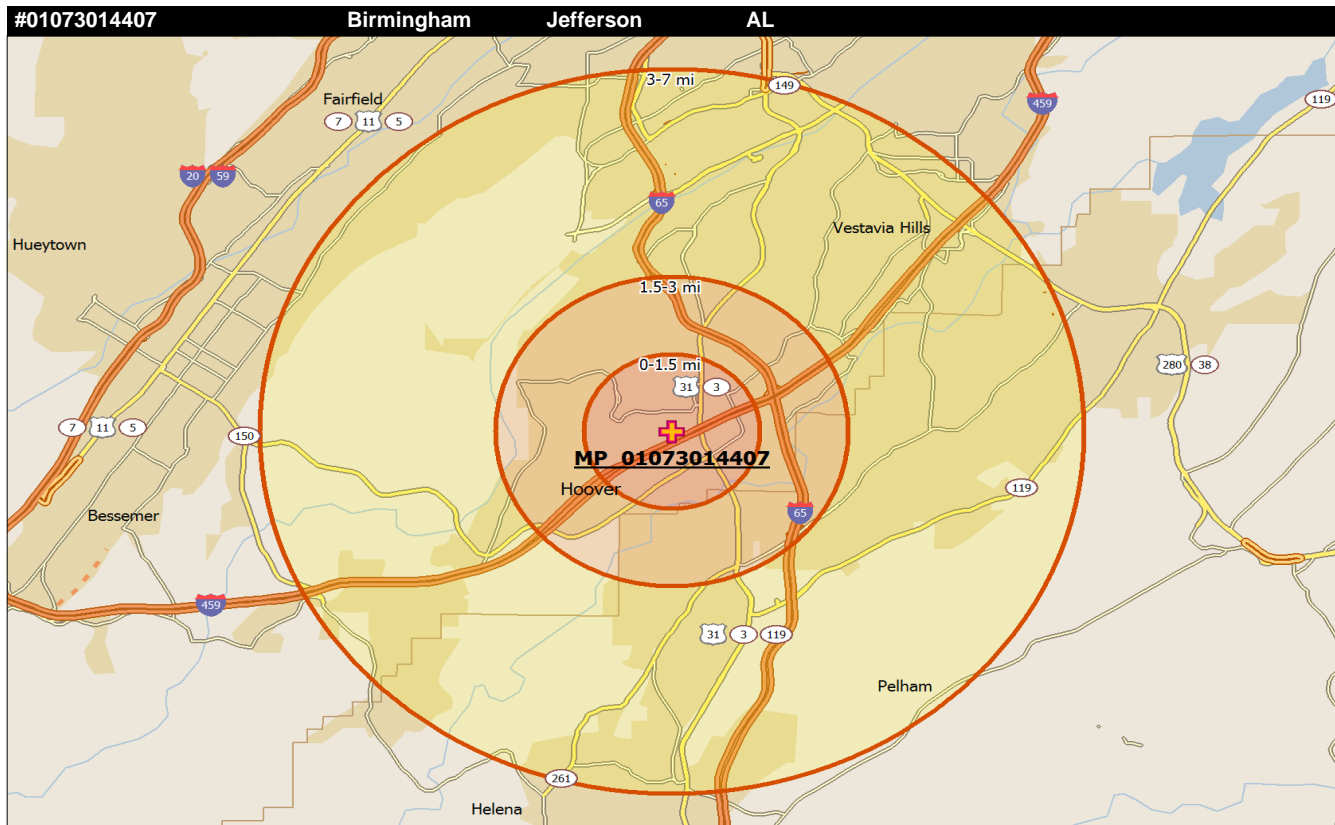 #01073014407 Birmingham Jefferson AL
3-7 mi
149
119
Fairfield
459
7 11 5
20 59
65
Hueytown
Vestavia Hills
1.5-3 mi
0-1.5 mi
280 38
31 3
7 11 5
150
MP 01073014407
Hoover
119
65
Bessemer
459
31 3 119
Pelham
261
Helena